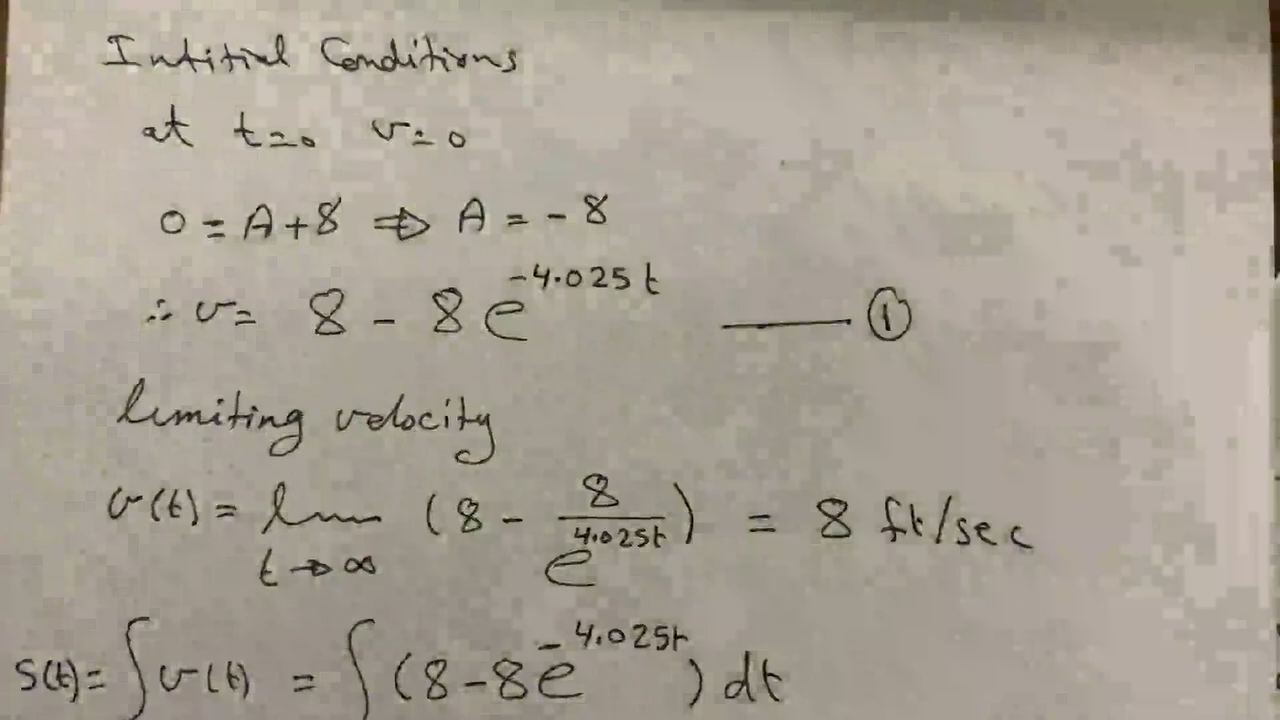 Intitial Conditions
at t=0 v=0
0 = A+8 ⇒ A = -8
∴ v = 8 - 8 e^{-4.025t} —— ①
limiting velocity
v(t) = lim_{t→∞} (8 - 8/e^{4.025t}) = 8 ft/sec
s(t) = ∫v(t) = ∫(8-8e^{-4.025t}) dt